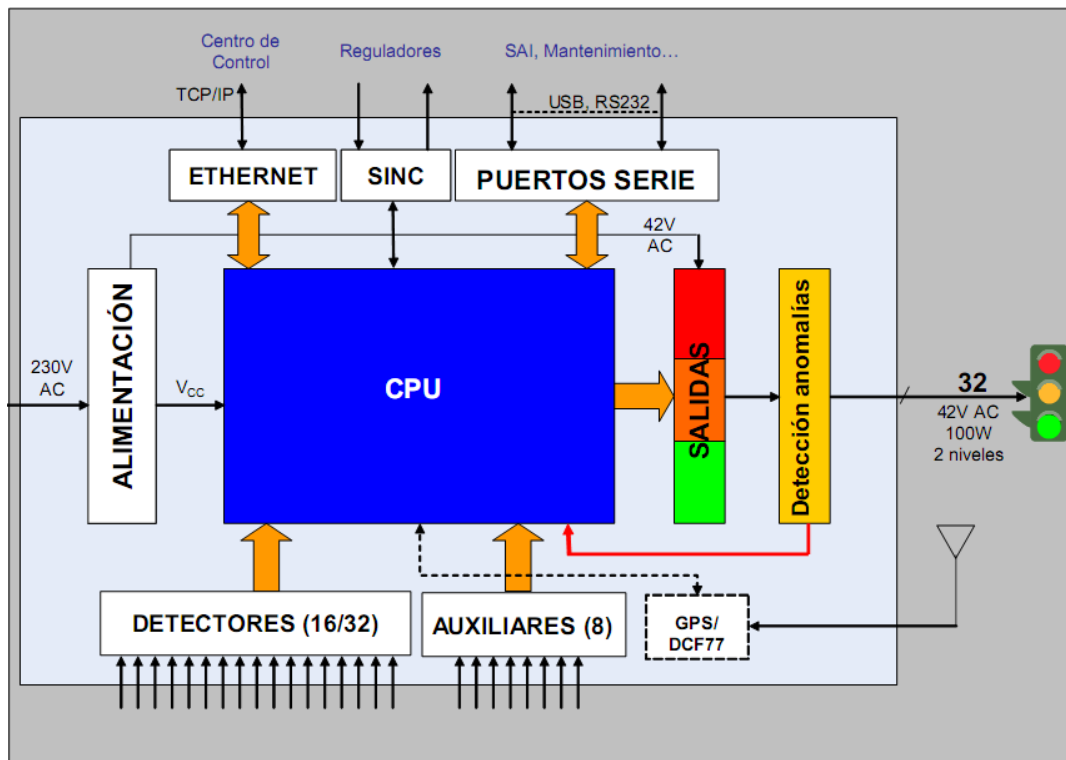 Centro de
Control
Reguladores
SAI, Mantenimiento…
TCP/IP
USB, RS232
ETHERNET
SINC
PUERTOS SERIE
42V
AC
ALIMENTACIÓN
230V
AC
VCC
CPU
SALIDAS
Detección anomalías
32
42V AC
100W
2 niveles
DETECTORES (16/32)
AUXILIARES (8)
GPS/
DCF77